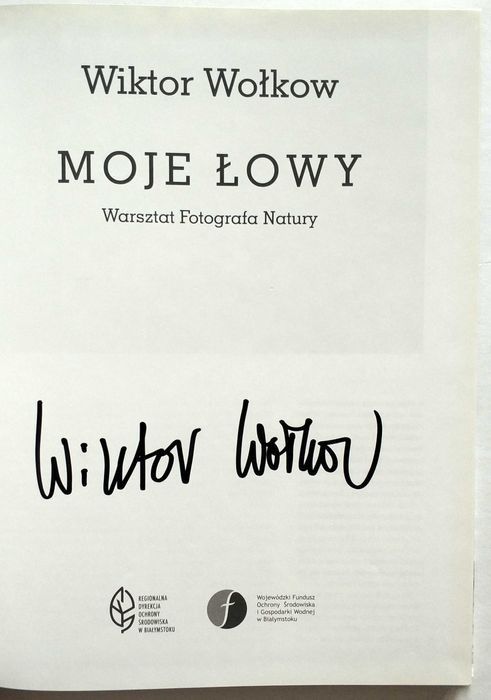 Wiktor Wołkow
MOJE ŁOWY
Warsztat Fotografa Natury
Wiktor Wołkow
REGIONALNA
DYREKCJA
OCHRONY
ŚRODOWISKA
W BIAŁYMSTOKU
f
Wojewódzki Fundusz
Ochrony Środowiska
i Gospodarki Wodnej
w Białymstoku